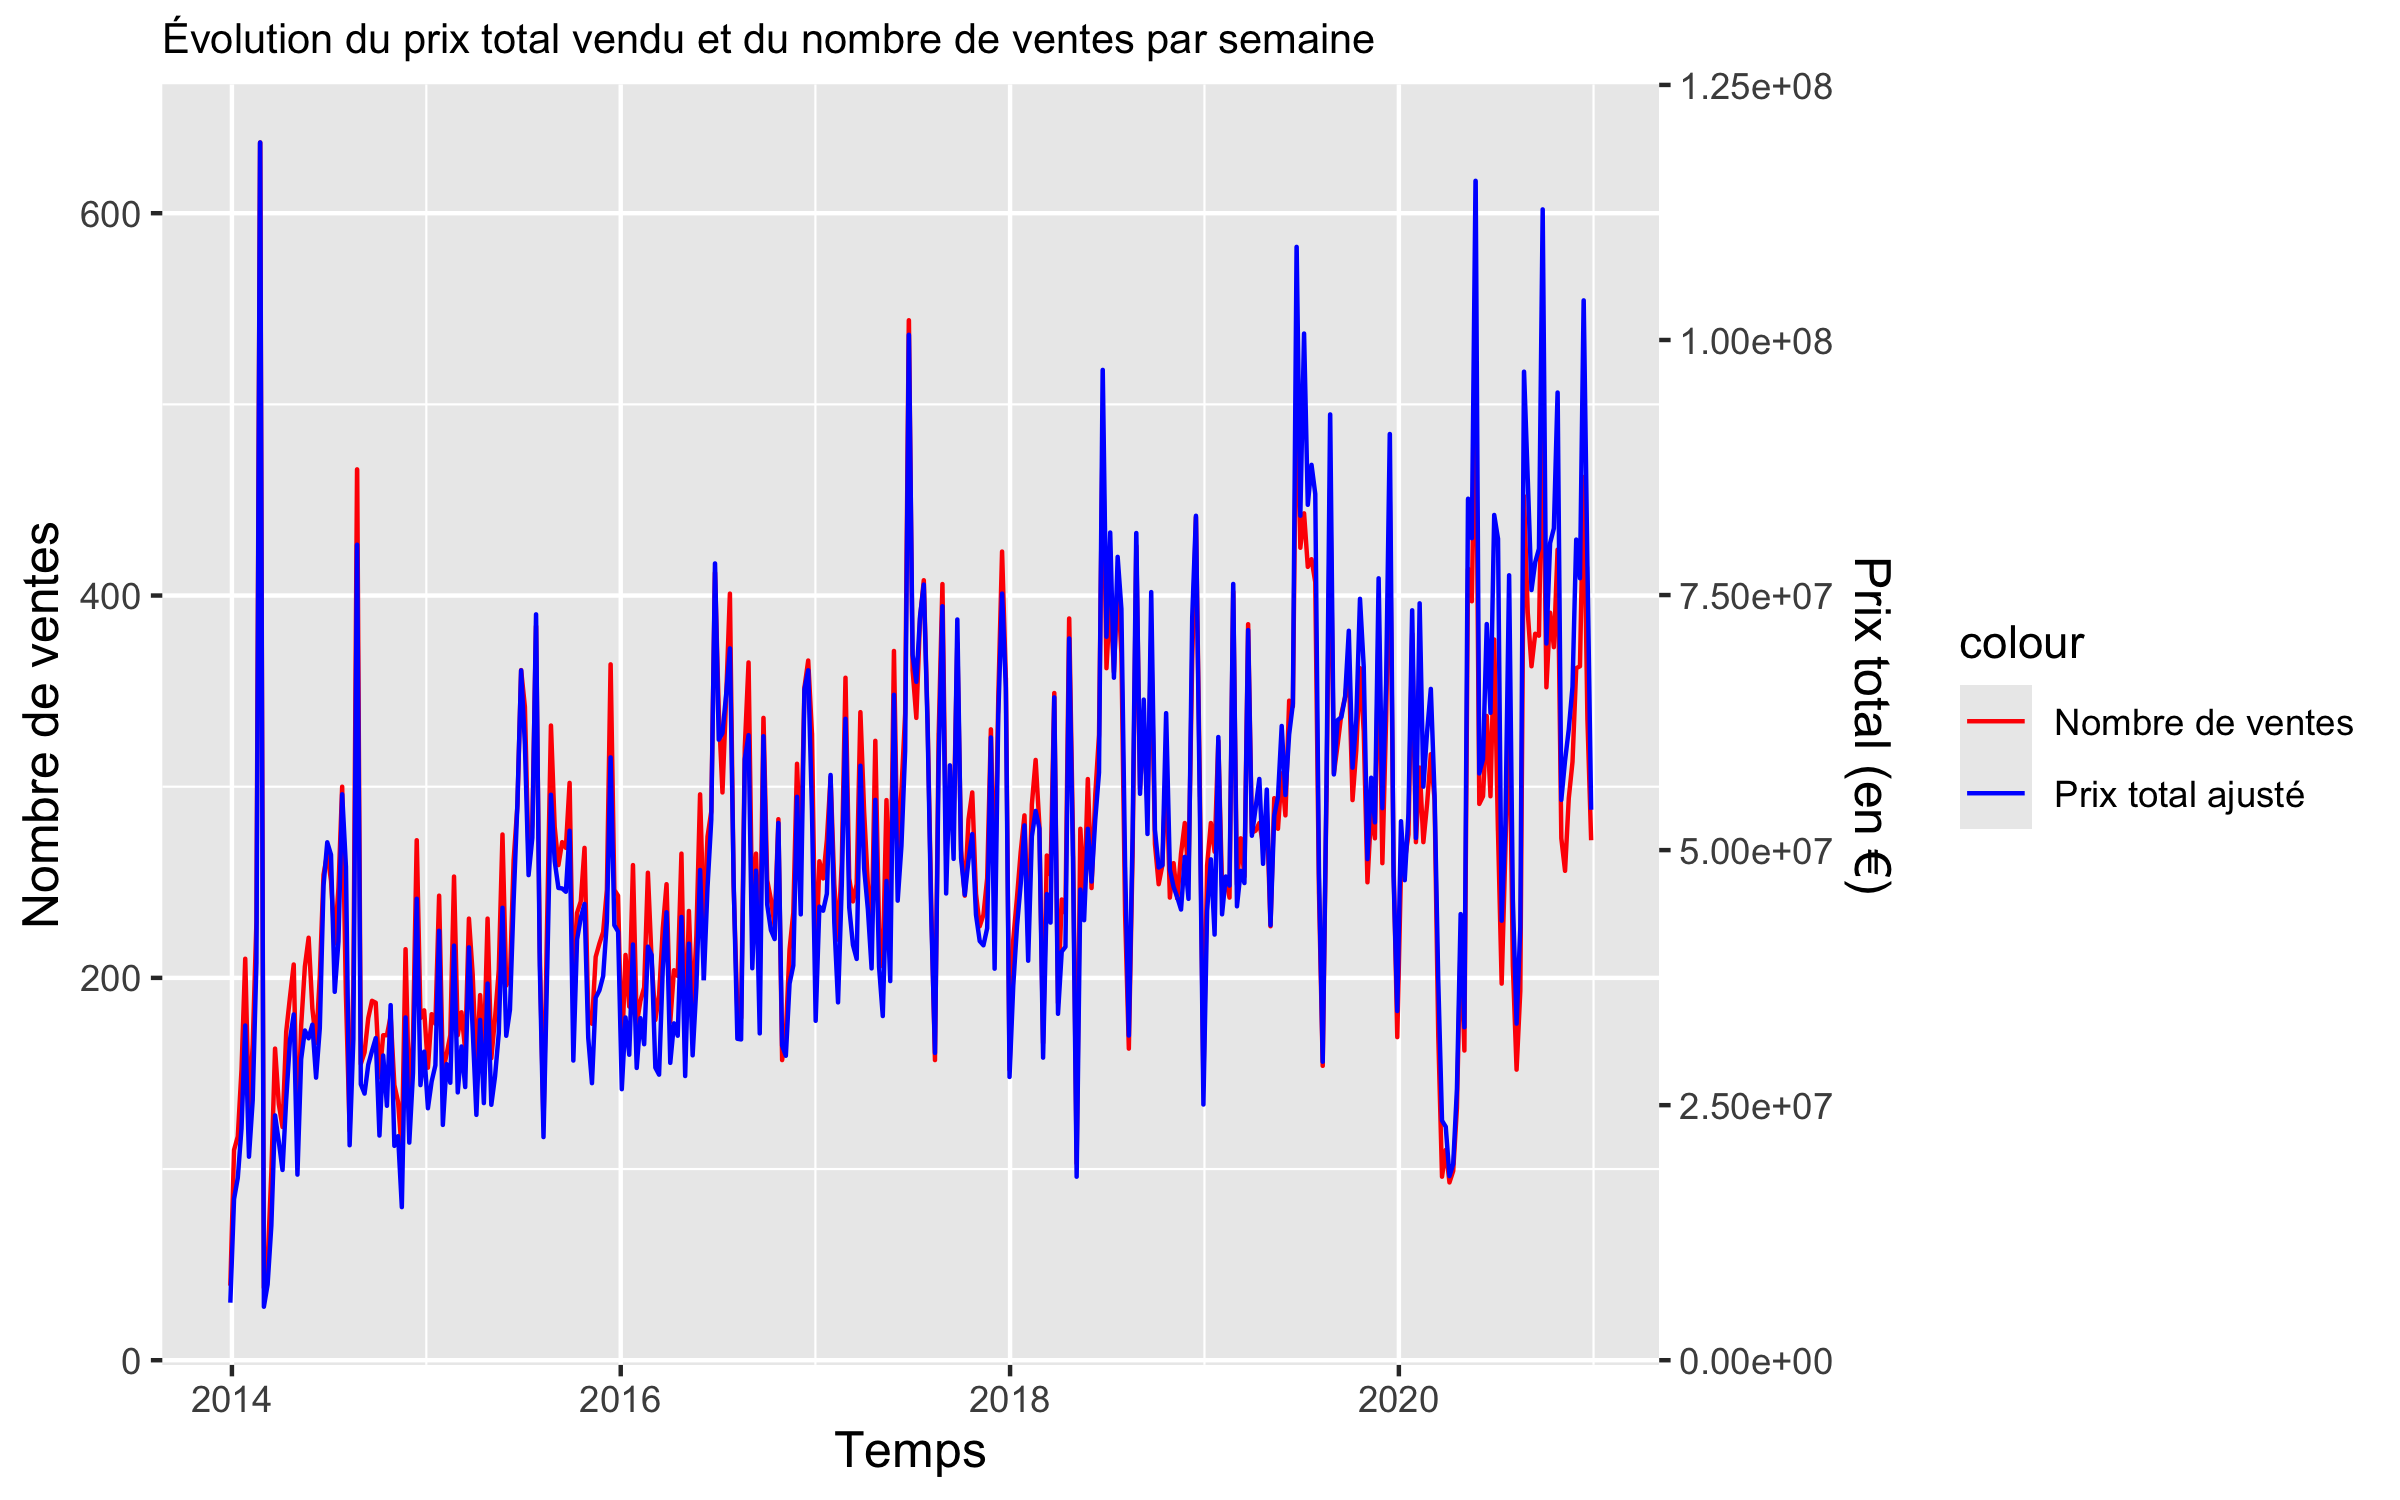 Évolution du prix total vendu et du nombre de ventes par semaine
Nombre de ventes
600
400
200
0
2014
2016
2018
2020
Temps
1.25e+08
1.00e+08
7.50e+07
5.00e+07
2.50e+07
0.00e+00
Prix total (en €)
colour
Nombre de ventes
Prix total ajusté